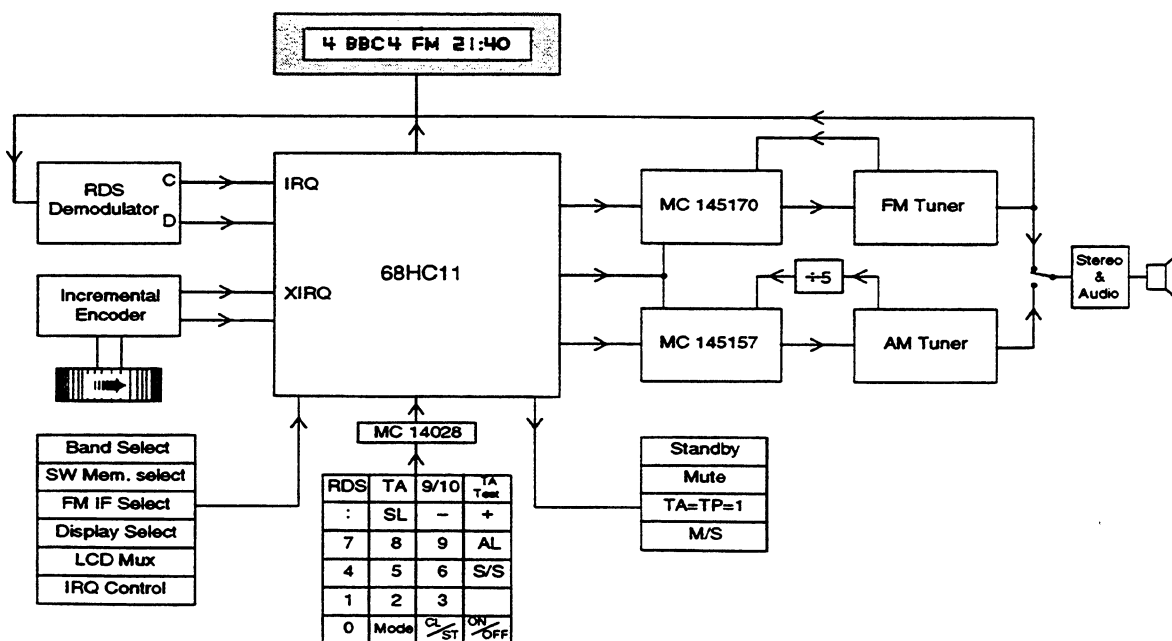 4 BBC4 FM 21:40
RDS
Demodulator
C
D
IRQ
XIRQ
68HC11
Incremental
Encoder
MC 145170
FM Tuner
÷5
MC 145157
AM Tuner
Stereo
&
Audio
Band Select
SW Mem. select
FM IF Select
Display Select
LCD Mux
IRQ Control
MC 14028
RDS TA 9/10 TA Test
: SL − +
7 8 9 AL
4 5 6 S/S
1 2 3
0 Mode CL/ST ON/OFF
Standby
Mute
TA=TP=1
M/S